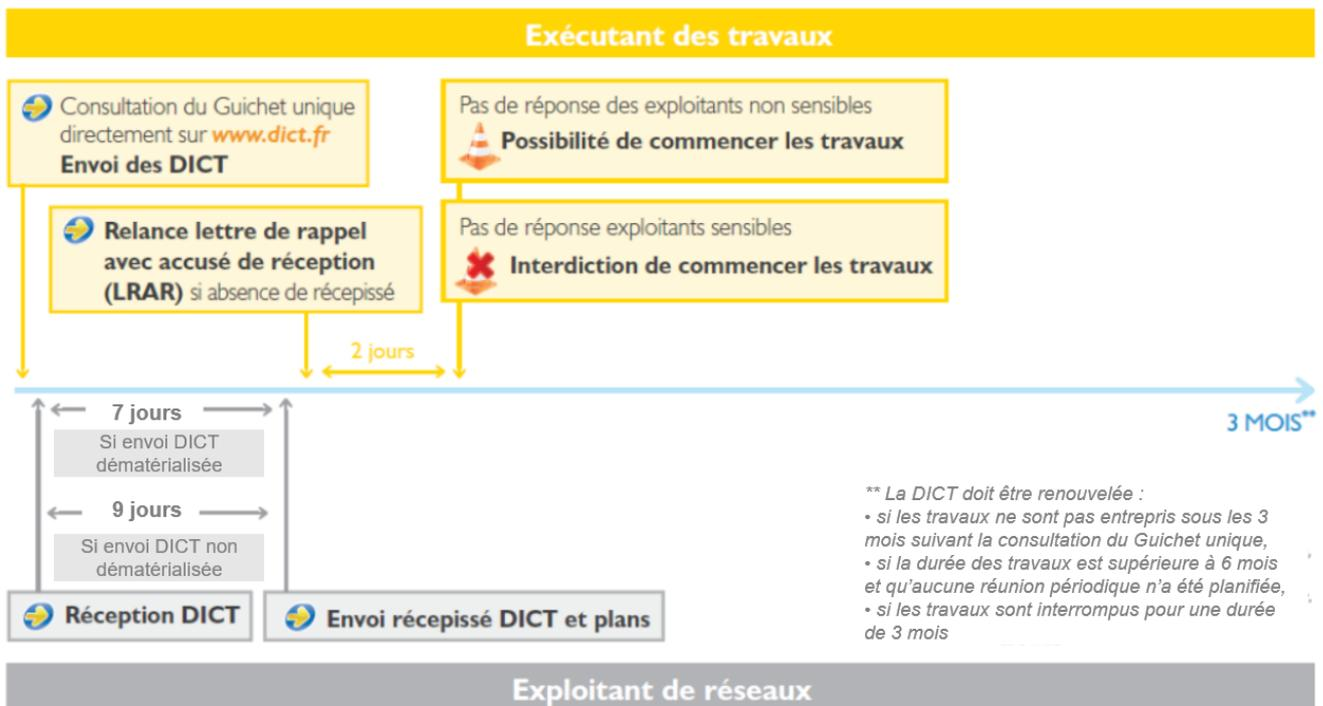 Exécutant des travaux
Consultation du Guichet unique
directement sur www.dict.fr
Envoi des DICT
Relance lettre de rappel
avec accusé de réception
(LRAR) si absence de récepissé
Pas de réponse des exploitants non sensibles
Possibilité de commencer les travaux
Pas de réponse exploitants sensibles
Interdiction de commencer les travaux
2 jours
3 MOIS**
7 jours
Si envoi DICT
dématérialisée
9 jours
Si envoi DICT non
dématérialisée
Réception DICT
Envoi récepissé DICT et plans
** La DICT doit être renouvelée :
• si les travaux ne sont pas entrepris sous les 3
mois suivant la consultation du Guichet unique,
• si la durée des travaux est supérieure à 6 mois
et qu'aucune réunion périodique n'a été planifiée,
• si les travaux sont interrompus pour une durée
de 3 mois
Exploitant de réseaux